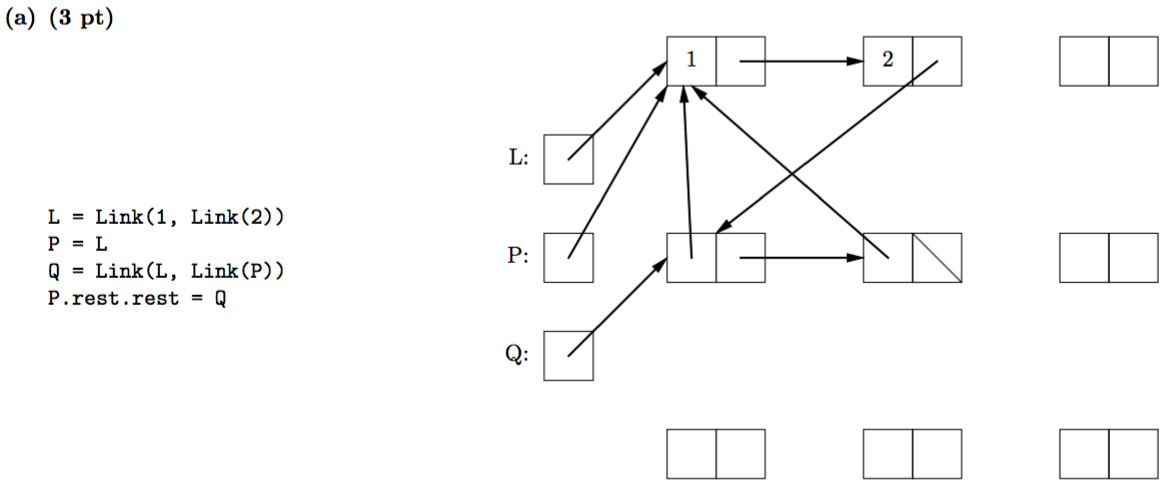 (a) (3 pt)
1 2
L:
L = Link(1, Link(2))
P = L
Q = Link(L, Link(P))
P.rest.rest = Q
P:
Q: